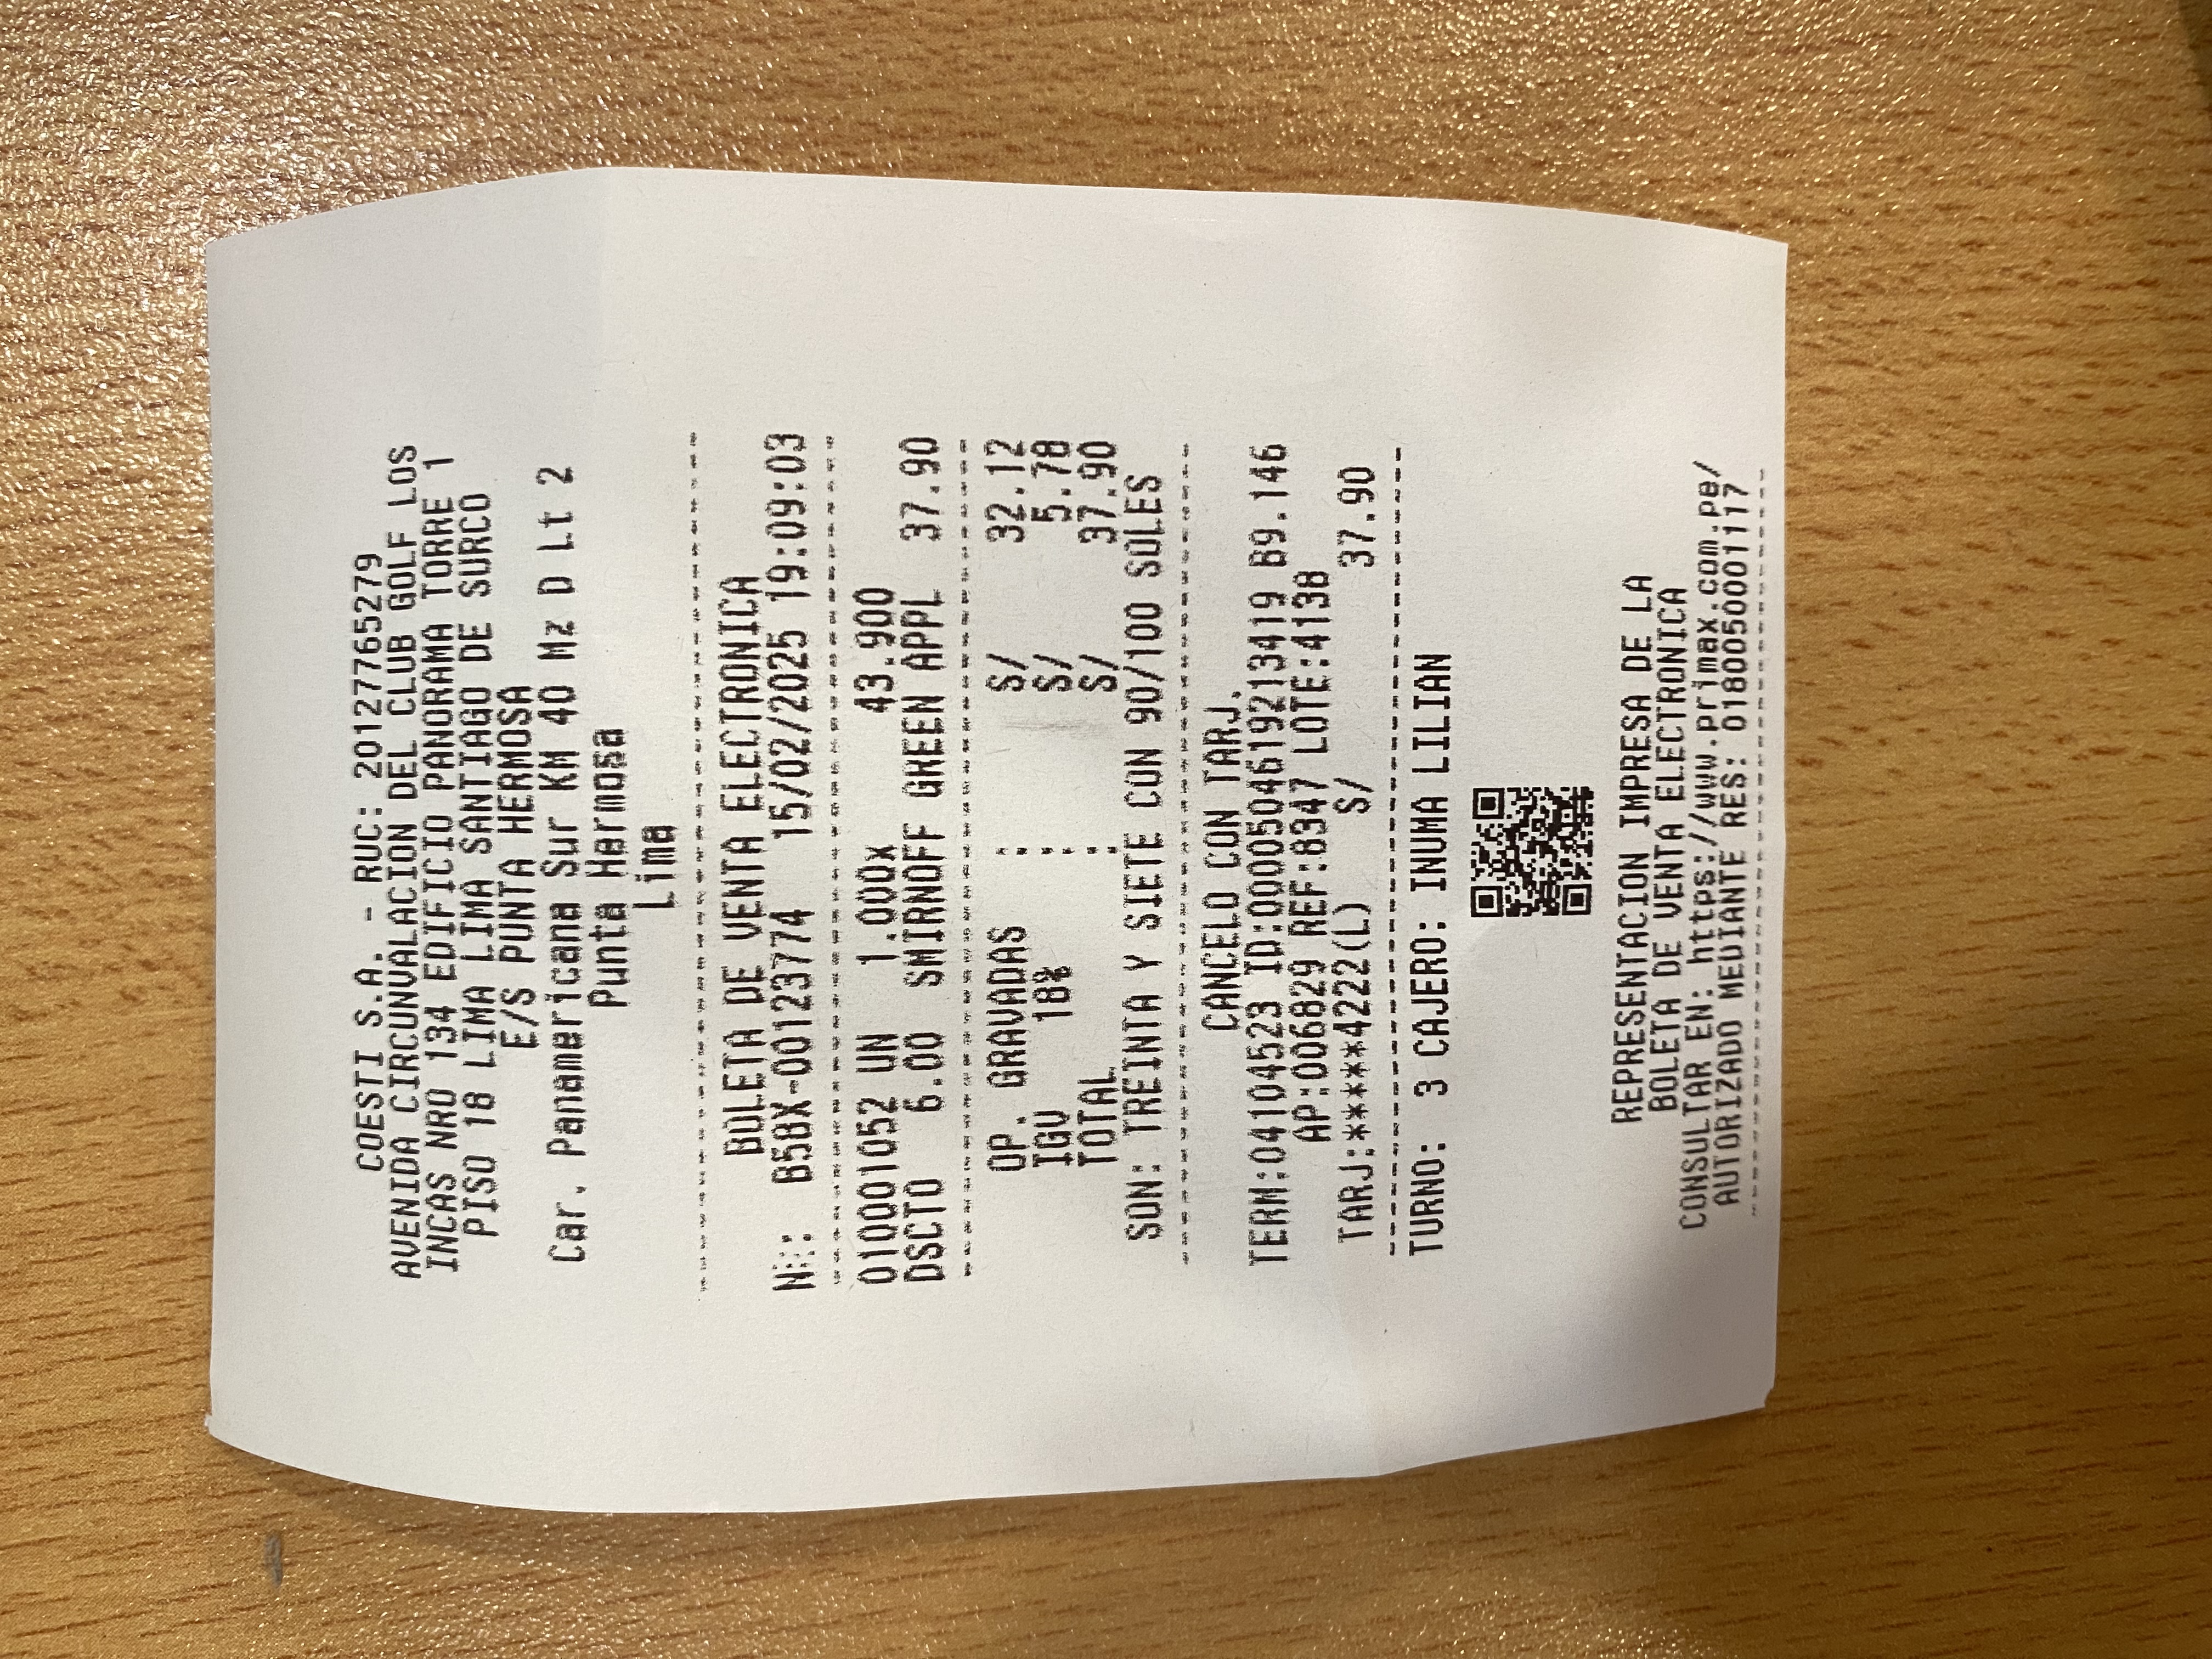 COESTI S.A. - RUC: 20127765279
AVENIDA CIRCUNVALACION DEL CLUB GOLF LOS
INCAS NRO 134 EDIFICIO PANORAMA TORRE 1
PISO 18 LIMA LIMA SANTIAGO DE SURCO
E/S PUNTA HERMOSA
Car. Panamericana Sur KM 40 Mz D Lt 2
Punta Hermosa
Lima
BOLETA DE VENTA ELECTRONICA
B58X-00123774 15/02/2025 19:09:03
010001052 UN 1.000x 43.900
DSCTO 6.00 SMIRNOFF GREEN APPL 37.90
OP. GRAVADAS : S/ 32.12
IGV 18% : S/ 5.78
TOTAL : S/ 37.90
SON: TREINTA Y SIETE CON 90/100 SOLES
CANCELO CON TARJ.
TERM:04104523 ID:0000504619213419 B9.146
AP:006829 REF:8347 LOTE:4138
TARJ:*****4222(L) S/ 37.90
TURNO: 3 CAJERO: INUMA LILIAN
REPRESENTACION IMPRESA DE LA
BOLETA DE VENTA ELECTRONICA
CONSULTAR EN: https://www.primax.com.pe/
AUTORIZADO MEDIANTE RES: 0180050001117